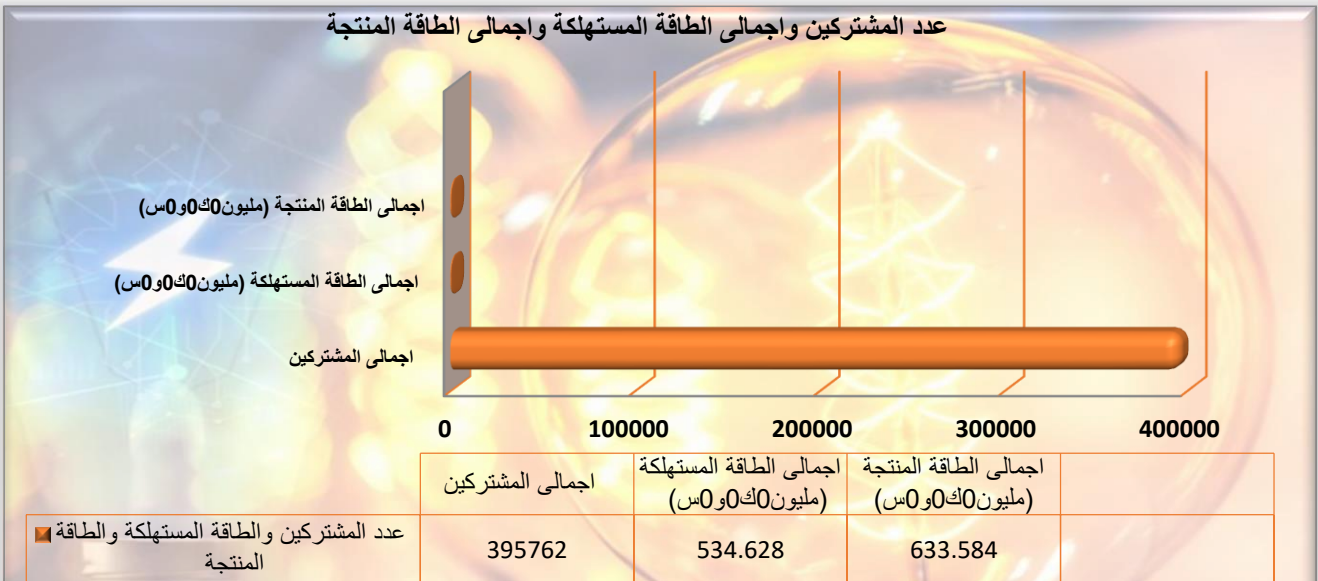 عدد المشتركين واجمالى الطاقة المستهلكة واجمالى الطاقة المنتجة
اجمالى الطاقة المنتجة (مليون0ك0و0س)
اجمالى الطاقة المستهلكة (مليون0ك0و0س)
اجمالى المشتركين
0 100000 200000 300000 400000
اجمالى المشتركين
اجمالى الطاقة المستهلكة
(مليون0ك0و0س)
اجمالى الطاقة المنتجة
(مليون0ك0و0س)
عدد المشتركين والطاقة المستهلكة والطاقة
المنتجة
395762 534.628 633.584